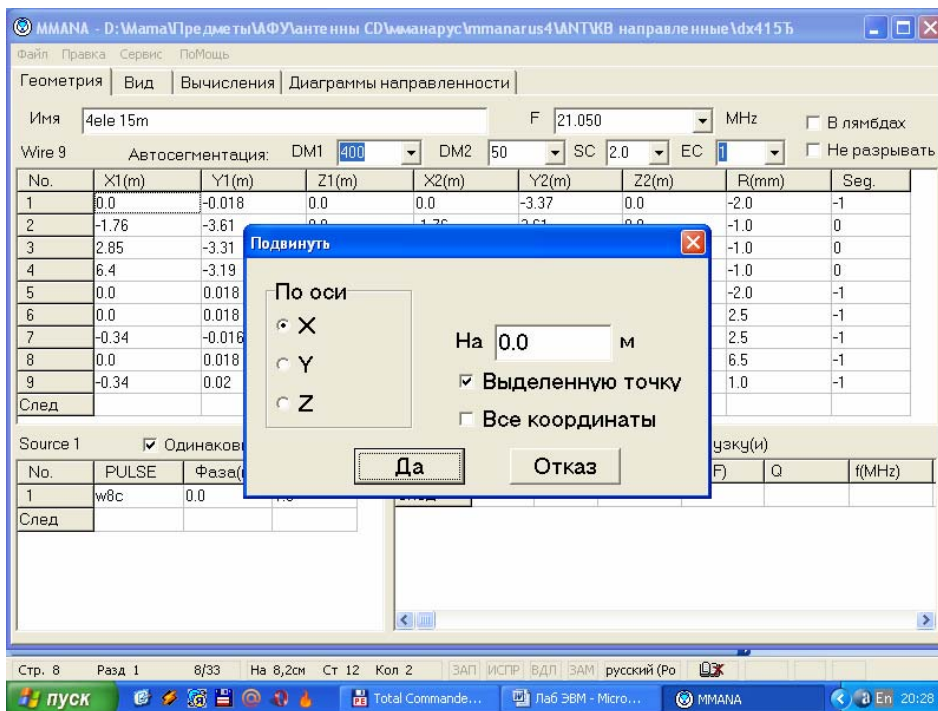 MMANA - D:\Mama\Предметы\АФУ\антенны CD\мманарус\mmanarus4\ANT\КВ направленные\dx415Ђ
Файл Правка Сервис ПоМощь
Геометрия Вид Вычисления Диаграммы направленности
Имя 4ele 15m F 21.050 MHz В лямбдах
Wire 9 Автосегментация: DM1 400 DM2 50 SC 2.0 EC 1 Не разрывать
No. X1(m) Y1(m) Z1(m) X2(m) Y2(m) Z2(m) R(mm) Seg.
1 0.0 -0.018 0.0 0.0 -3.37 0.0 -2.0 -1
2 -1.76 -3.61 -1.0 0
3 2.85 -3.31 -1.0 0
4 6.4 -3.19 -1.0 0
5 0.0 0.018 -2.0 -1
6 0.0 0.018 2.5 -1
7 -0.34 -0.016 2.5 -1
8 0.0 0.018 6.5 -1
9 -0.34 0.02 1.0 -1
След
Подвинуть
По оси
X
Y
Z
На 0.0 м
Выделенную точку
Все координаты
Да Отказ
Source 1 Одинаков узку(и)
No. PULSE Фаза( F) Q f(MHz)
1 w8c 0.0
След
Стр. 8 Разд 1 8/33 На 8,2см Ст 12 Кол 2 ЗАП ИСПР ВДЛ ЗАМ русский (Ро
пуск Total Commande... Лаб ЭВМ - Micro... MMANA En 20:28